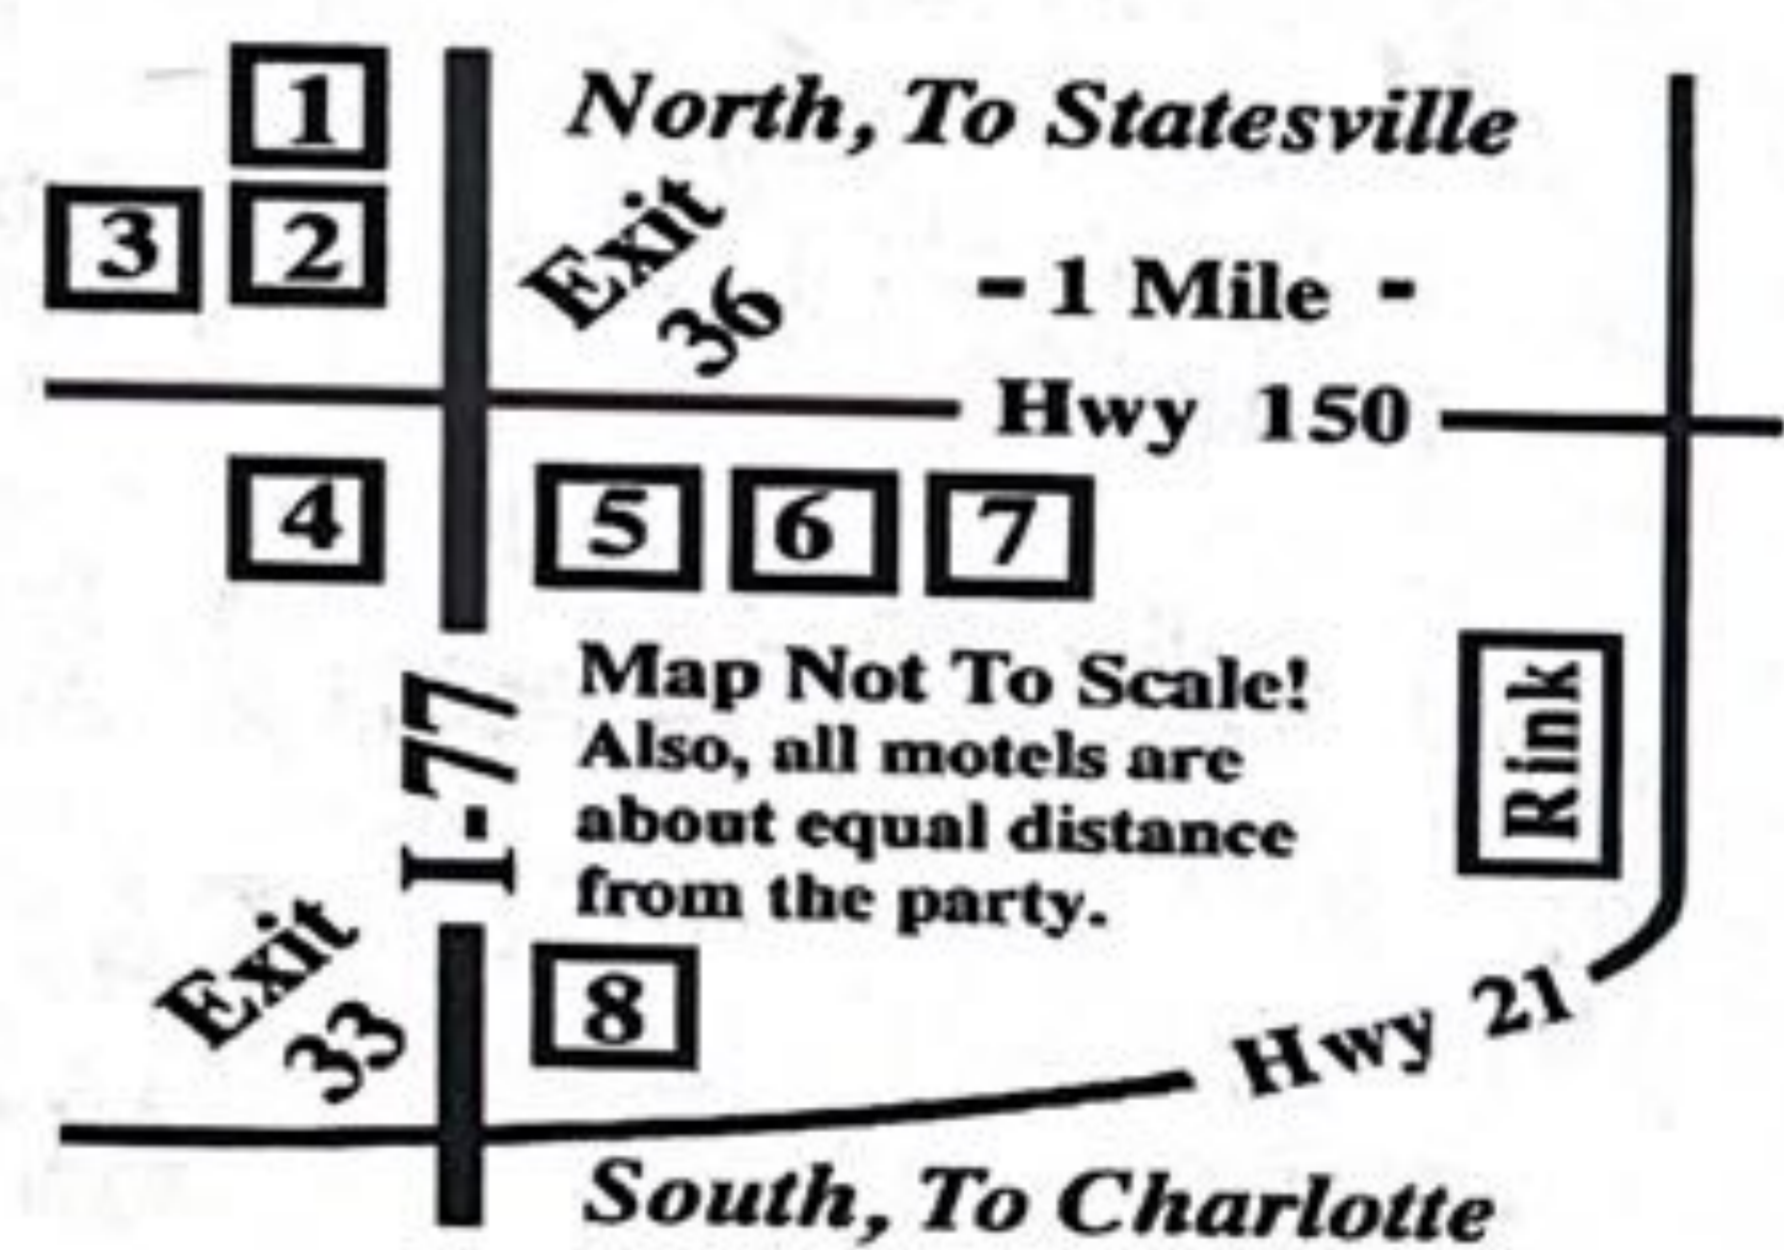 1
North, To Statesville
3
2
Exit
36
- 1 Mile -
Hwy 150
4
5
6
7
I-77
Map Not To Scale!
Also, all motels are
about equal distance
from the party.
Rink
Exit
33
8
Hwy 21
South, To Charlotte